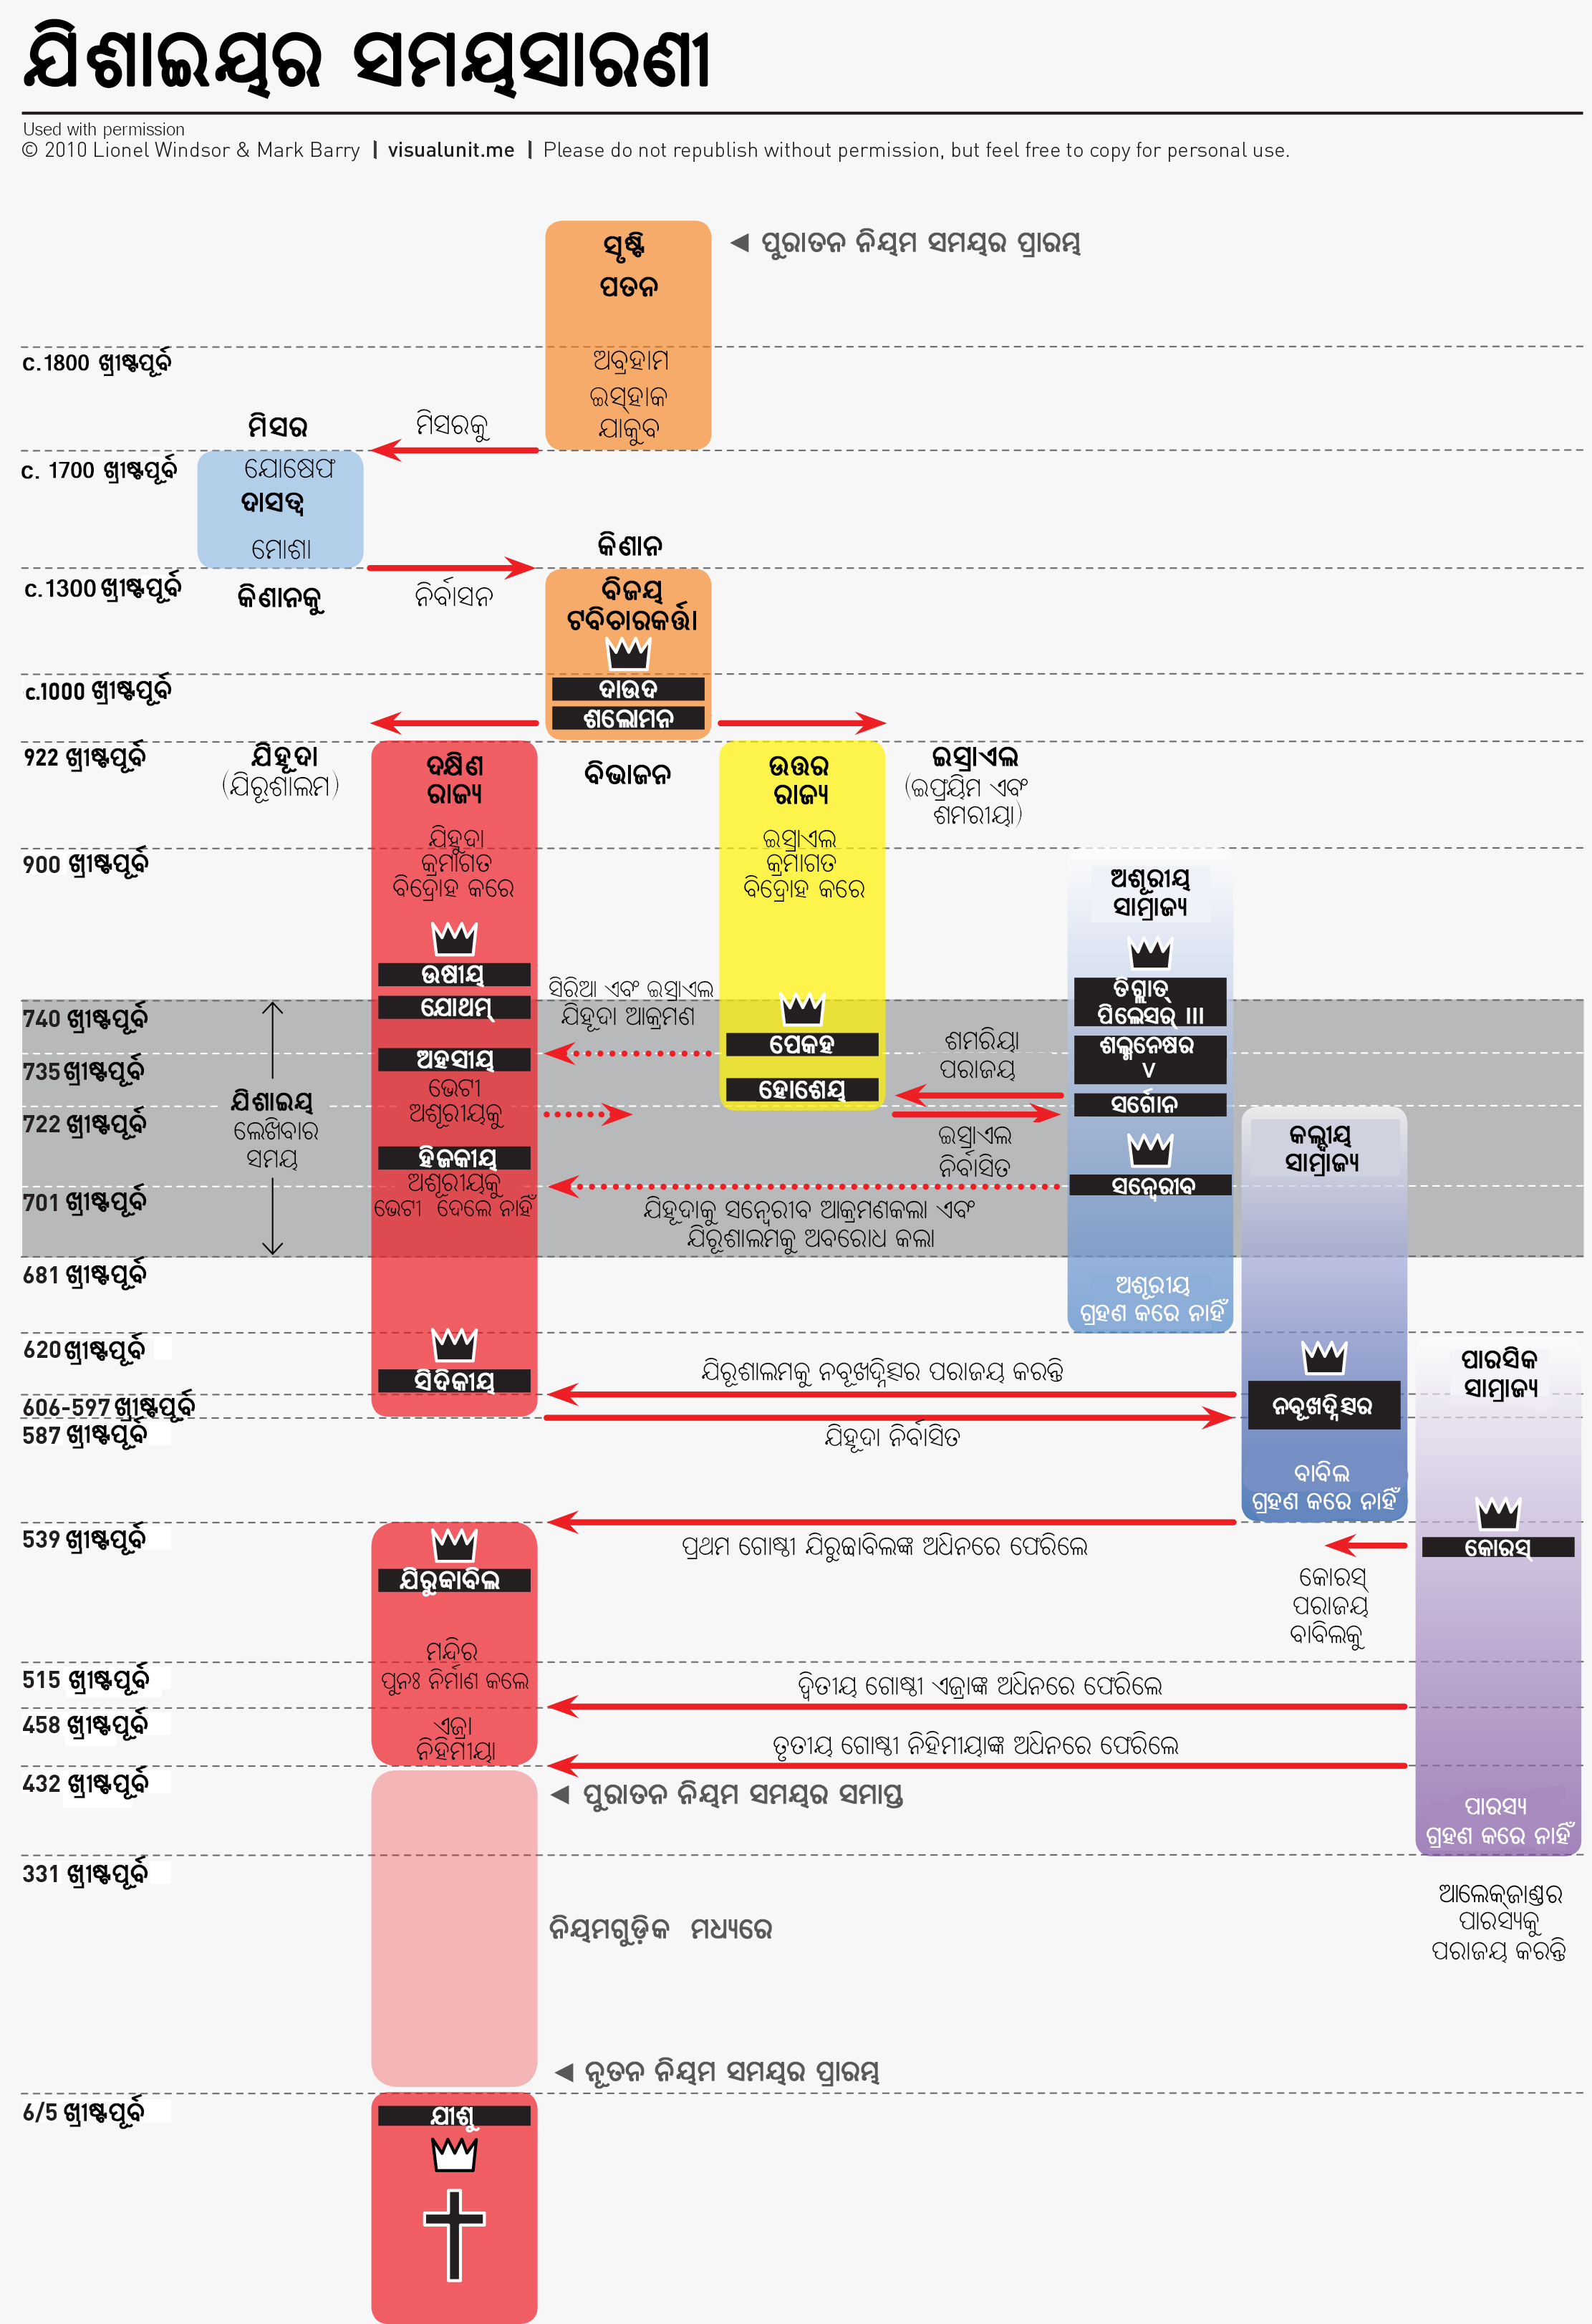 ଯିଶାଇୟର ସମୟସାରଣୀ
Used with permission
© 2010 Lionel Windsor & Mark Barry | visualunit.me | Please do not republish without permission, but feel free to copy for personal use.
ସୃଷ୍ଟି
ପତନ
◀ ପୁରାତନ ନିୟମ ସମୟର ପ୍ରାରମ୍ଭ
c.1800 ଖ୍ରୀଷ୍ଟପୂର୍ବ
ଅବ୍ରହାମ
ଇସ୍‌ହାକ
ଯାକୁବ
ମିସର
ମିସରକୁ
c. 1700 ଖ୍ରୀଷ୍ଟପୂର୍ବ
ଯୋଷେଫ
ଦାସତ୍ୱ
ମୋଶା
କିଣାନ
c.1300 ଖ୍ରୀଷ୍ଟପୂର୍ବ
କିଣାନକୁ
ନିର୍ବାସନ
ବିଜୟ
ଟବିଚାରକର୍ତ୍ତା
c.1000 ଖ୍ରୀଷ୍ଟପୂର୍ବ
ଦାଉଦ
ଶଲୋମନ
922 ଖ୍ରୀଷ୍ଟପୂର୍ବ
ଯିହୂଦା
(ଯିରୂଶାଲମ)
ଦକ୍ଷିଣ
ରାଜ୍ୟ
ବିଭାଜନ
ଉତ୍ତର
ରାଜ୍ୟ
ଇସ୍ରାଏଲ
(ଇଫ୍ରୟିମ ଏବଂ
ଶମରୀୟା)
ଯିହୁଦା
କ୍ରମାଗତ
ବିଦ୍ରୋହ କରେ
ଇସ୍ରାଏଲ
କ୍ରମାଗତ
ବିଦ୍ରୋହ କରେ
900 ଖ୍ରୀଷ୍ଟପୂର୍ବ
ଅଶୂରୀୟ
ସାମ୍ରାଜ୍ୟ
ଉଷୀୟ
ଯୋଥମ୍
ସିରିଆ ଏବଂ ଇସ୍ରାଏଲ
ଯିହୂଦା ଆକ୍ରମଣ
ତିଗ୍ଲାତ୍
ପିଲେସର୍ III
740 ଖ୍ରୀଷ୍ଟପୂର୍ବ
ପେକହ
ଶମରିୟା
ପରାଜୟ
ଶଲ୍ମନେଷର
V
735 ଖ୍ରୀଷ୍ଟପୂର୍ବ
ଅହସୀୟ
ଭେଟୀ
ଅଶୂରୀୟକୁ
ହୋଶେୟ
ସର୍ଗୋନ
ଯିଶାଇୟ
ଲେଖିବାର
ସମୟ
722 ଖ୍ରୀଷ୍ଟପୂର୍ବ
ଇସ୍ରାଏଲ
ନିର୍ବାସିତ
କଲ୍ଦୀୟ
ସାମ୍ରାଜ୍ୟ
ହିଜକୀୟ
ଅଶୂରୀୟକୁ
ଭେଟୀ ଦେଲେ ନାହିଁ
ସନ୍ହେରୀବ
701 ଖ୍ରୀଷ୍ଟପୂର୍ବ
ଯିହୂଦାକୁ ସନ୍ହେରୀବ ଆକ୍ରମଣକଲା ଏବଂ
ଯିରୂଶାଲମକୁ ଅବରୋଧ କଲା
681 ଖ୍ରୀଷ୍ଟପୂର୍ବ
ଅଶୂରୀୟ
ଗ୍ରହଣ କରେ ନାହିଁ
620 ଖ୍ରୀଷ୍ଟପୂର୍ବ
ସିଦିକୀୟ
ଯିରୂଶାଲମକୁ ନବୂଖଦ୍ନିତ୍ସର ପରାଜୟ କରନ୍ତି
ପାରସିକ
ସାମ୍ରାଜ୍ୟ
606-597 ଖ୍ରୀଷ୍ଟପୂର୍ବ
ନବୂଖଦ୍ନିତ୍ସର
587 ଖ୍ରୀଷ୍ଟପୂର୍ବ
ଯିହୂଦା ନିର୍ବାସିତ
ବାବିଲ
ଗ୍ରହଣ କରେ ନାହିଁ
539 ଖ୍ରୀଷ୍ଟପୂର୍ବ
ପ୍ରଥମ ଗୋଷ୍ଠୀ ଯିରୁବ୍ବାବିଲଙ୍କ ଅଧିନରେ ଫେରିଲେ
କୋରସ୍
ଯିରୁବ୍ବାବିଲ
କୋରସ୍
ପରାଜୟ
ବାବିଲକୁ
ମନ୍ଦିର
ପୁନଃ ନିର୍ମାଣ କଲେ
515 ଖ୍ରୀଷ୍ଟପୂର୍ବ
ଦ୍ୱିତୀୟ ଗୋଷ୍ଠୀ ଏଜ୍ରାଙ୍କ ଅଧିନରେ ଫେରିଲେ
458 ଖ୍ରୀଷ୍ଟପୂର୍ବ
ଏଜ୍ରା
ନିହିମୀୟା
ତୃତୀୟ ଗୋଷ୍ଠୀ ନିହିମୀୟାଙ୍କ ଅଧିନରେ ଫେରିଲେ
432 ଖ୍ରୀଷ୍ଟପୂର୍ବ
◀ ପୁରାତନ ନିୟମ ସମୟର ସମାପ୍ତ
ପାରସ୍ୟ
ଗ୍ରହଣ କରେ ନାହିଁ
331 ଖ୍ରୀଷ୍ଟପୂର୍ବ
ଆଲେକ୍‌ଜାଣ୍ଡର
ପାରସ୍ୟକୁ
ପରାଜୟ କରନ୍ତି
ନିୟମଗୁଡ଼ିକ ମଧ୍ୟରେ
◀ ନୂତନ ନିୟମ ସମୟର ପ୍ରାରମ୍ଭ
6/5 ଖ୍ରୀଷ୍ଟପୂର୍ବ
ଯୀଶୁ